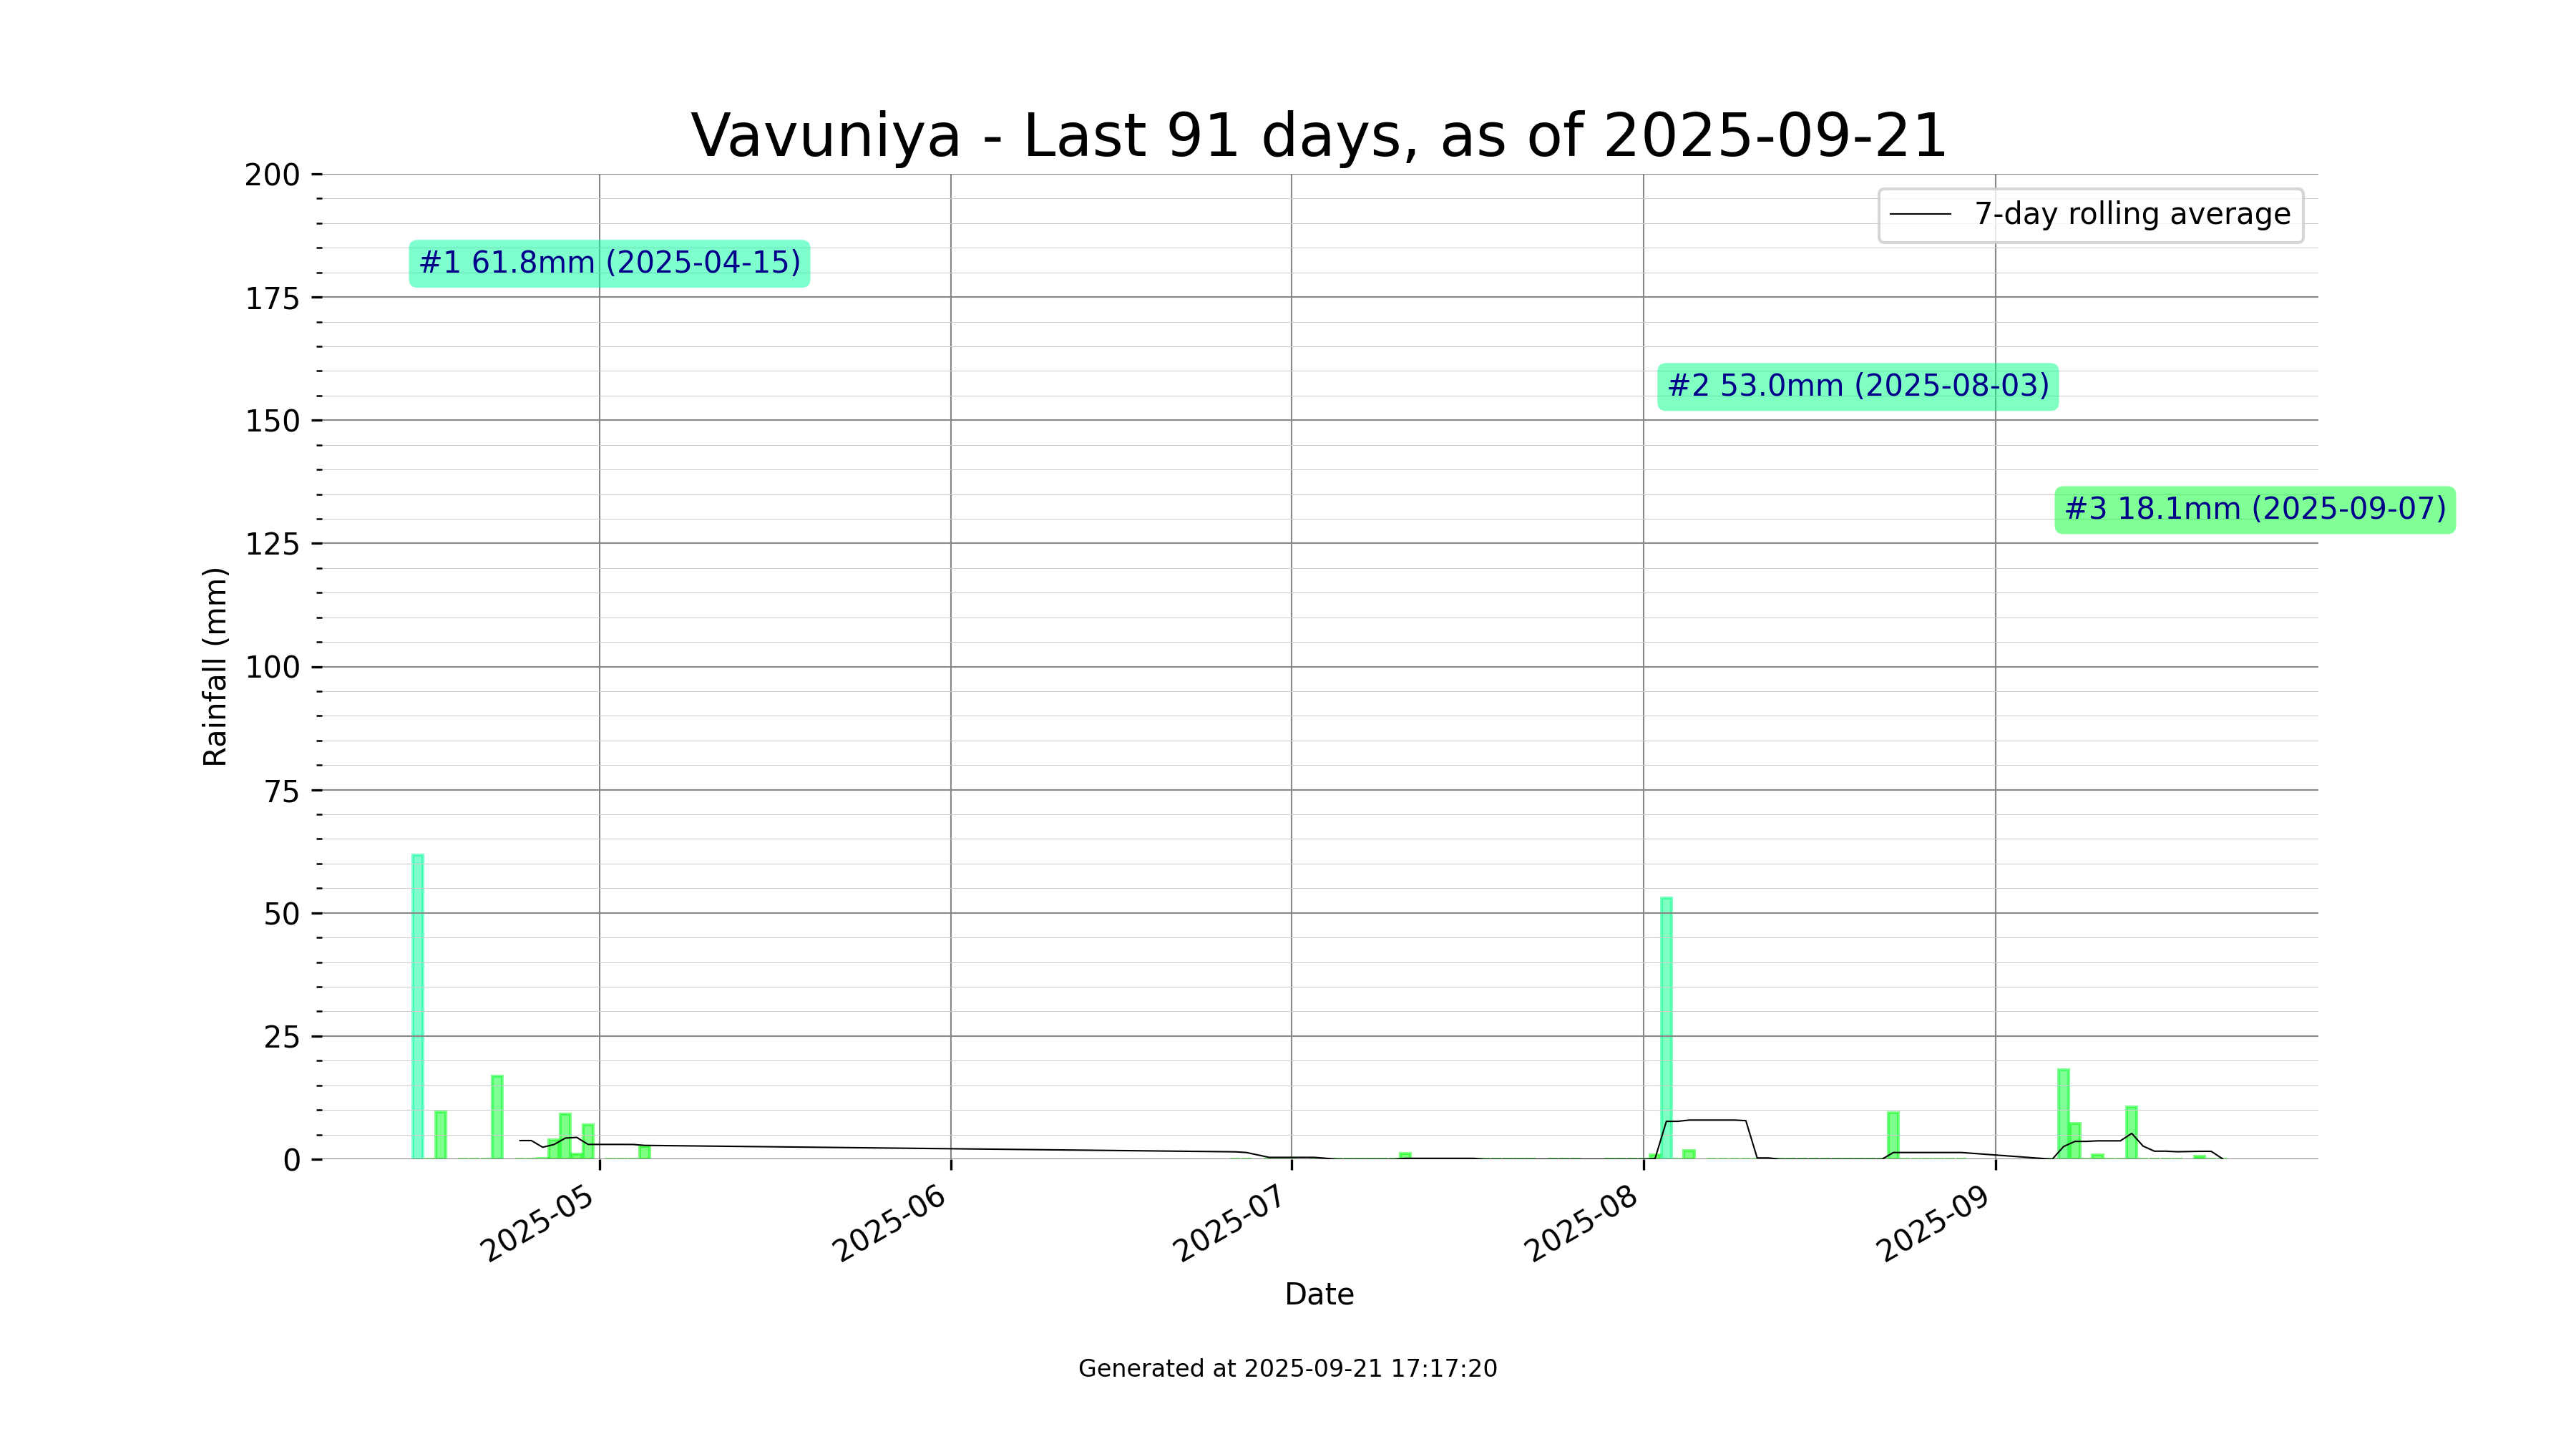 Vavuniya - Last 91 days, as of 2025-09-21
200
175
150
125
100
75
50
25
0
Rainfall (mm)
7-day rolling average
#1 61.8mm (2025-04-15)
#2 53.0mm (2025-08-03)
#3 18.1mm (2025-09-07)
2025-05
2025-06
2025-07
2025-08
2025-09
Date
Generated at 2025-09-21 17:17:20